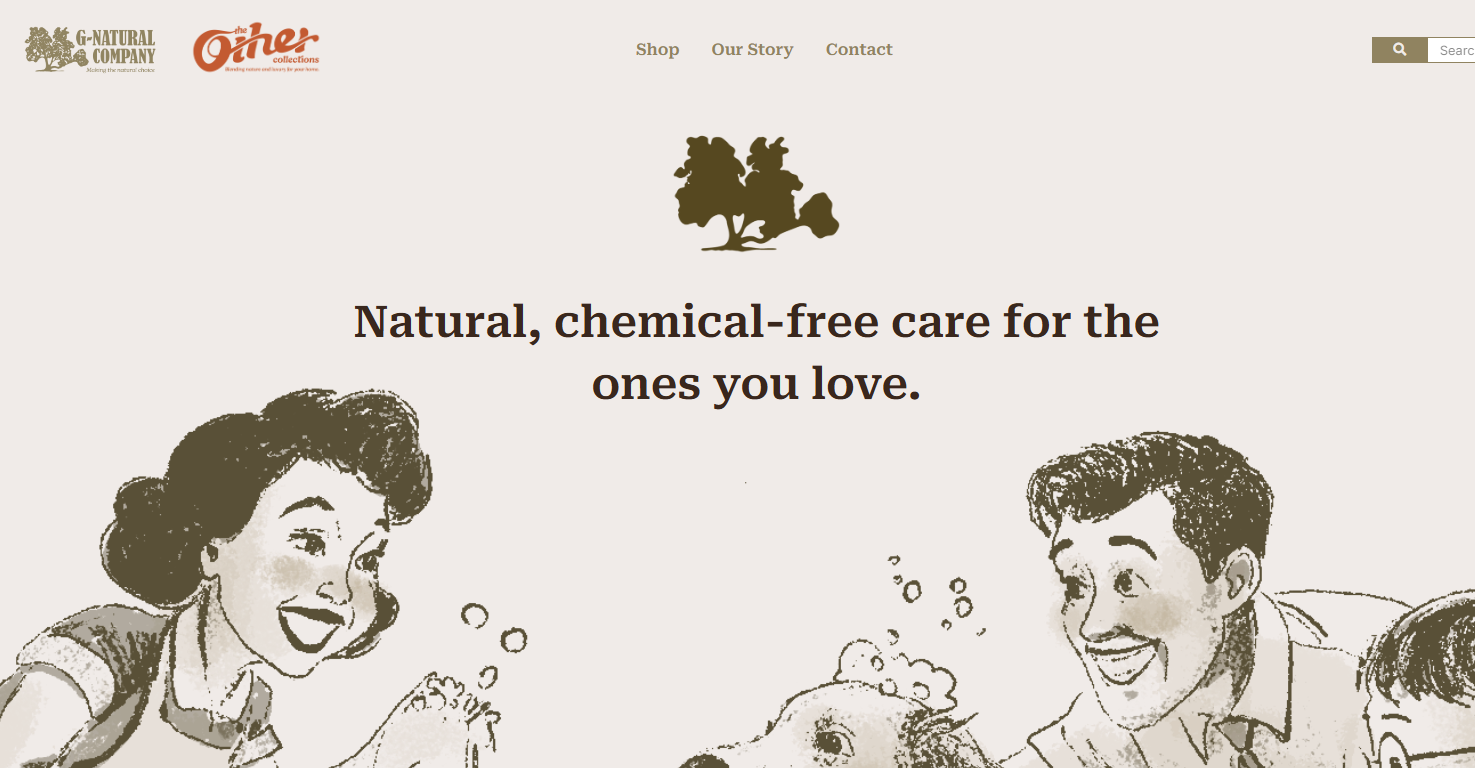 G-NATURAL
COMPANY
Making the natural choice
the
Other
collections
Blending nature and luxury for your home.
Shop
Our Story
Contact
Searc
Natural, chemical-free care for the
ones you love.